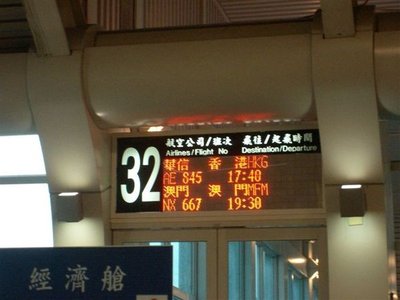 32
航空公司/班次 飛往/起飛時間
Airlines/Flight No Destination/Departure
華信 香 港HKG
AE 845 17:40
澳門 澳 門MFM
NX 667 19:30
經濟艙